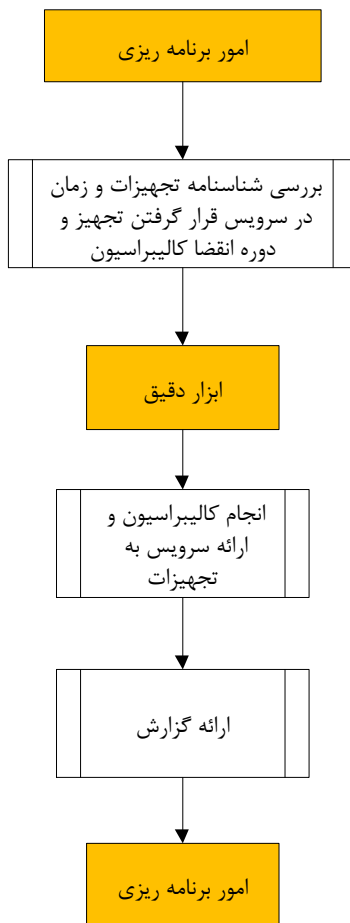 امور برنامه ریزی
بررسی شناسنامه تجهیزات و زمان
در سرویس قرار گرفتن تجهیز و
دوره انقضا کالیبراسیون
ابزار دقیق
انجام کالیبراسیون و
ارائه سرویس به
تجهیزات
ارائه گزارش
امور برنامه ریزی